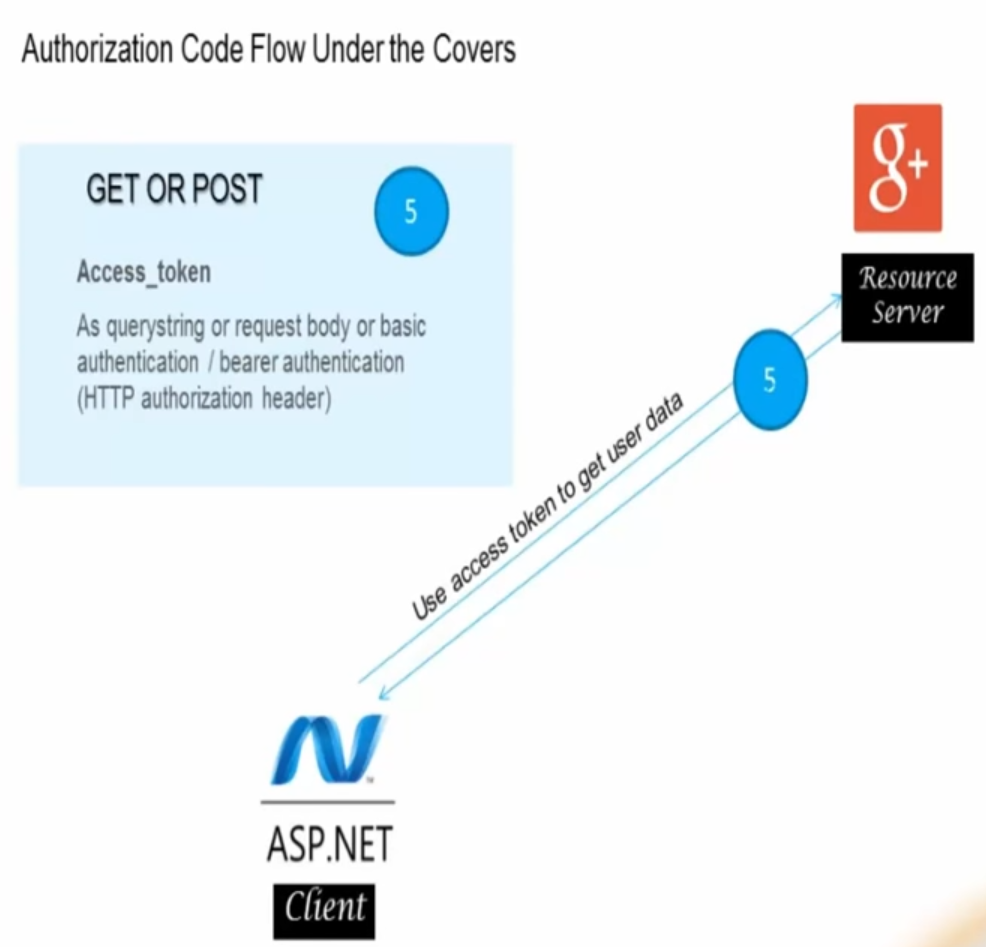 Authorization Code Flow Under the Covers
GET OR POST
5
Access_token
As querystring or request body or basic
authentication / bearer authentication
(HTTP authorization header)
g+
Resource
Server
5
Use access token to get user data
ASP.NET
Client